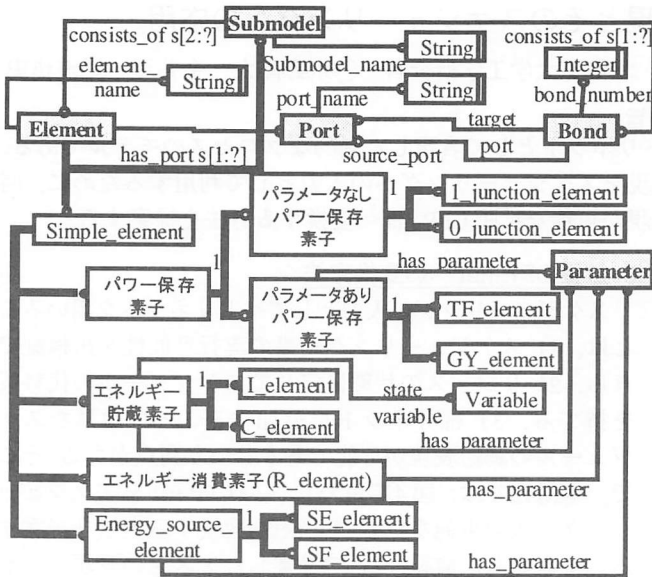 Submodel
consists_of s[2:?]
consists_of s[1:?]
String
Submodel_name
element_
name
String
port_name
String
Integer
bond_number
Element
Port
target
Bond
source_port
port
has_port s[1:?]
Simple_element
パラメータなし
パワー保存
素子
1
1_junction_element
0_junction_element
1
パワー保存
素子
has_parameter
Parameter
パラメータあり
パワー保存
素子
1
TF_element
GY_element
エネルギー
貯蔵素子
1
I_element
C_element
state
variable
Variable
has_parameter
エネルギー消費素子(R_element)
has_parameter
Energy_source_
element
1
SE_element
SF_element
has_parameter